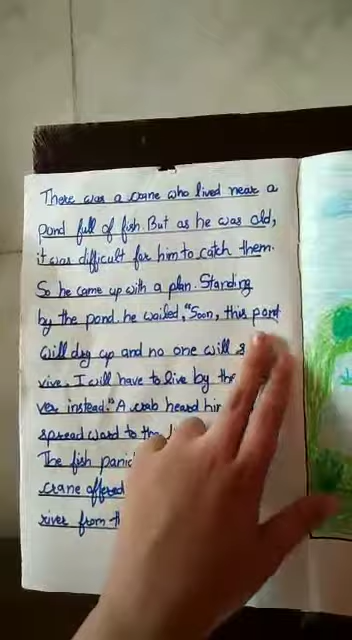 There was a crane who lived near a
pond full of fish. But as he was old,
it was difficult for him to catch them.
So he came up with a plan. Standing
by the pond. he wailed, "Soon, this pond
will dry up and no one will
vive. I will have to live by the
ver instead." A crab heard
spread word to the
The fish
crane offered
river from